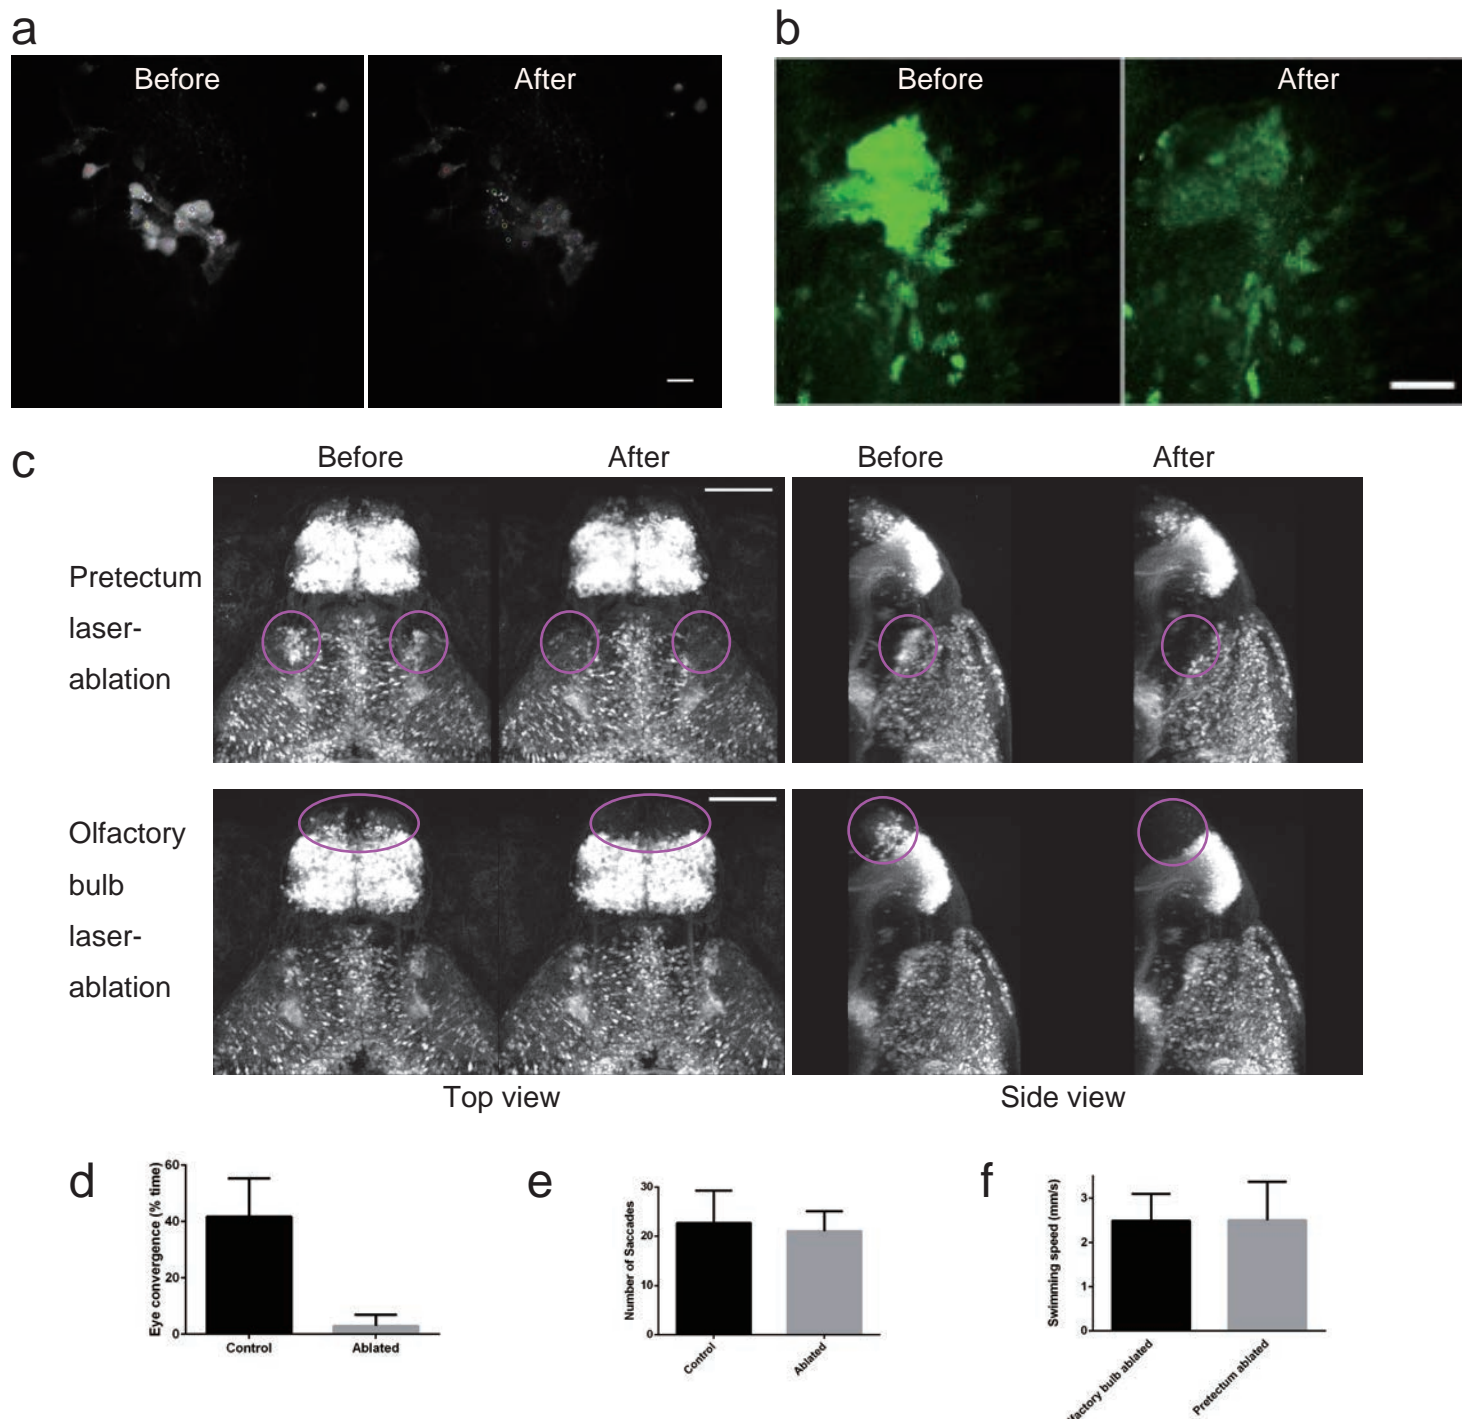 a
Before
After
b
Before
After
c
Before
After
Before
After
Pretectum
laser-
ablation
Olfactory
bulb
laser-
ablation
Top view
Side view
d
Eye convergence (% time)
60
40
20
0
Control
Ablated
e
Number of Saccades
30
20
10
0
Control
Ablated
f
Swimming speed (mm/s)
3
2
1
0
bulb ablated
Pretectum ablated